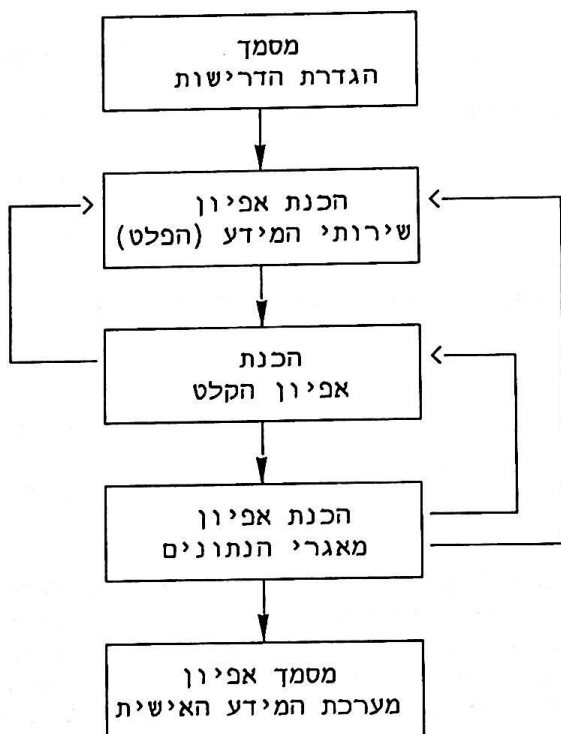 מסמך
הגדרת הדרישות
הכנת אפיון
שירותי המידע (הפלט)
הכנת
אפיון הקלט
הכנת אפיון
מאגרי הנתונים
מסמך אפיון
מערכת המידע האישית